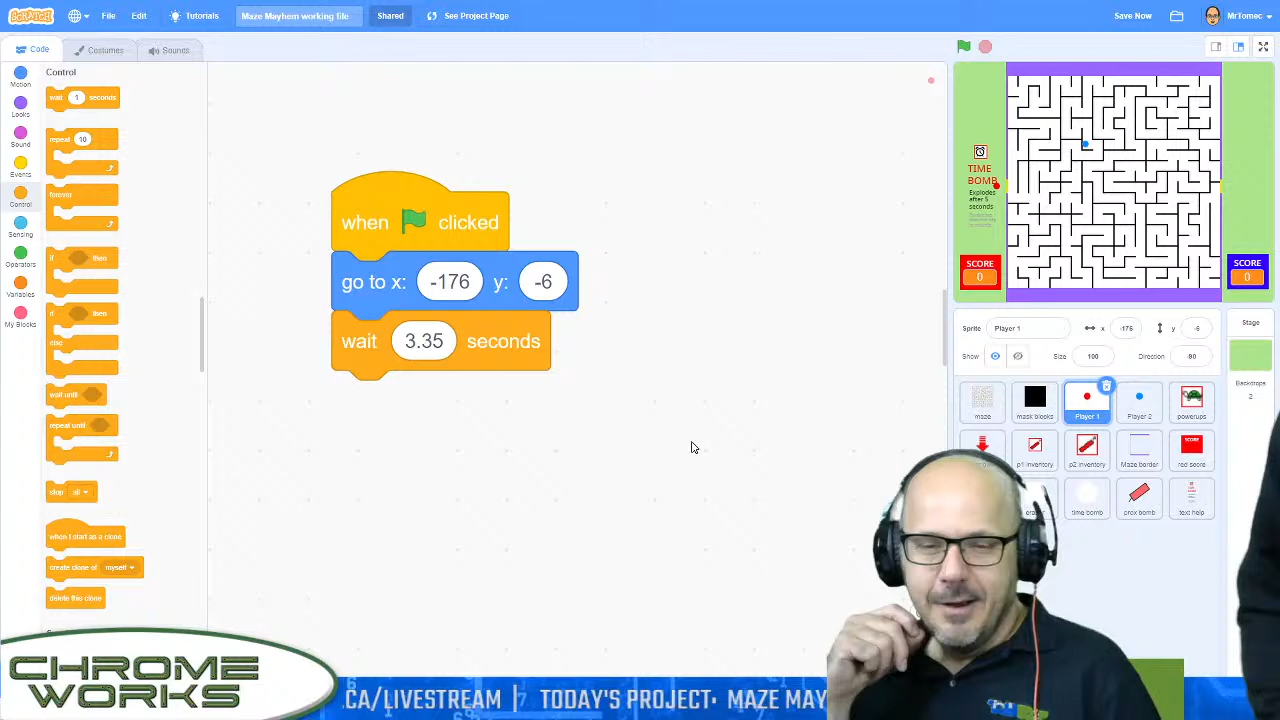 SCRATCH
File
Edit
Tutorials
Maze Mayhem working file
Shared
See Project Page
Save Now
MrTomec
Code
Costumes
Sounds
Motion
Looks
Sound
Events
Control
Sensing
Operators
Variables
My Blocks
Control
wait 1 seconds
repeat 10
forever
if then
if then
else
wait until
repeat until
stop all
when I start as a clone
create clone of myself
delete this clone
when clicked
go to x: -176 y: -6
wait 3.35 seconds
TIME
BOMB
Explodes
after 5
seconds
SCORE
0
SCORE
0
Sprite Player 1 x -176 y -6
Show Size 100 Direction -90
Stage
Backdrops
2
maze
mask blocks
Player 1
Player 2
powerups
p1 inventory
p2 inventory
Maze border
SCORE
red score
time bomb
prox bomb
text help
CHROME
WORKS
CA/LIVESTREAM | TODAY'S PROJECT: MAZE MAY